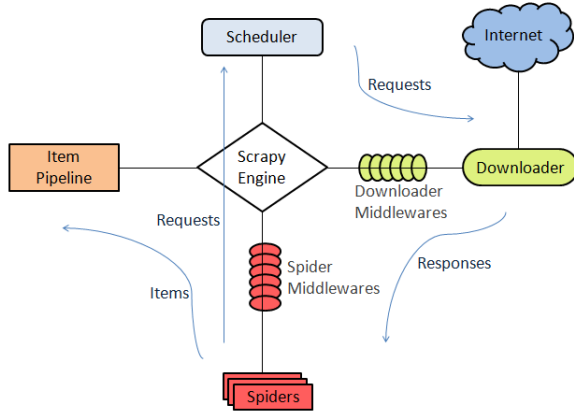 Scheduler
Internet
Requests
Item
Pipeline
Scrapy
Engine
Downloader
Downloader
Middlewares
Requests
Spider
Middlewares
Responses
Items
Spiders